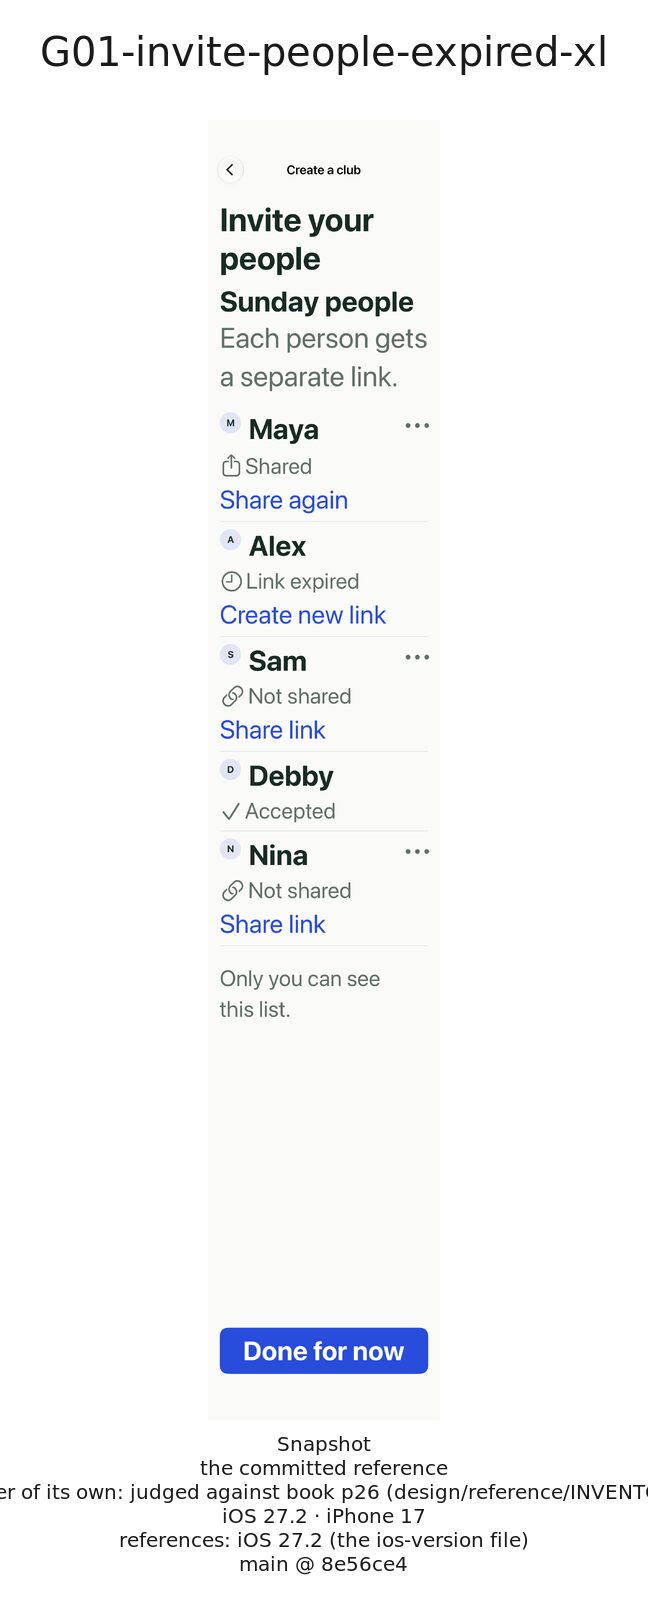 G01-invite-people-expired-xl
Create a club
Invite your
people
Sunday people
Each person gets
a separate link.
M Maya
Shared
Share again
A Alex
Link expired
Create new link
S Sam
Not shared
Share link
D Debby
Accepted
N Nina
Not shared
Share link
Only you can see
this list.
Done for now
Snapshot
the committed reference
of its own: judged against book p26 (design/reference/
iOS 27.2 · iPhone 17
references: iOS 27.2 (the ios-version file)
main @ 8e56ce4